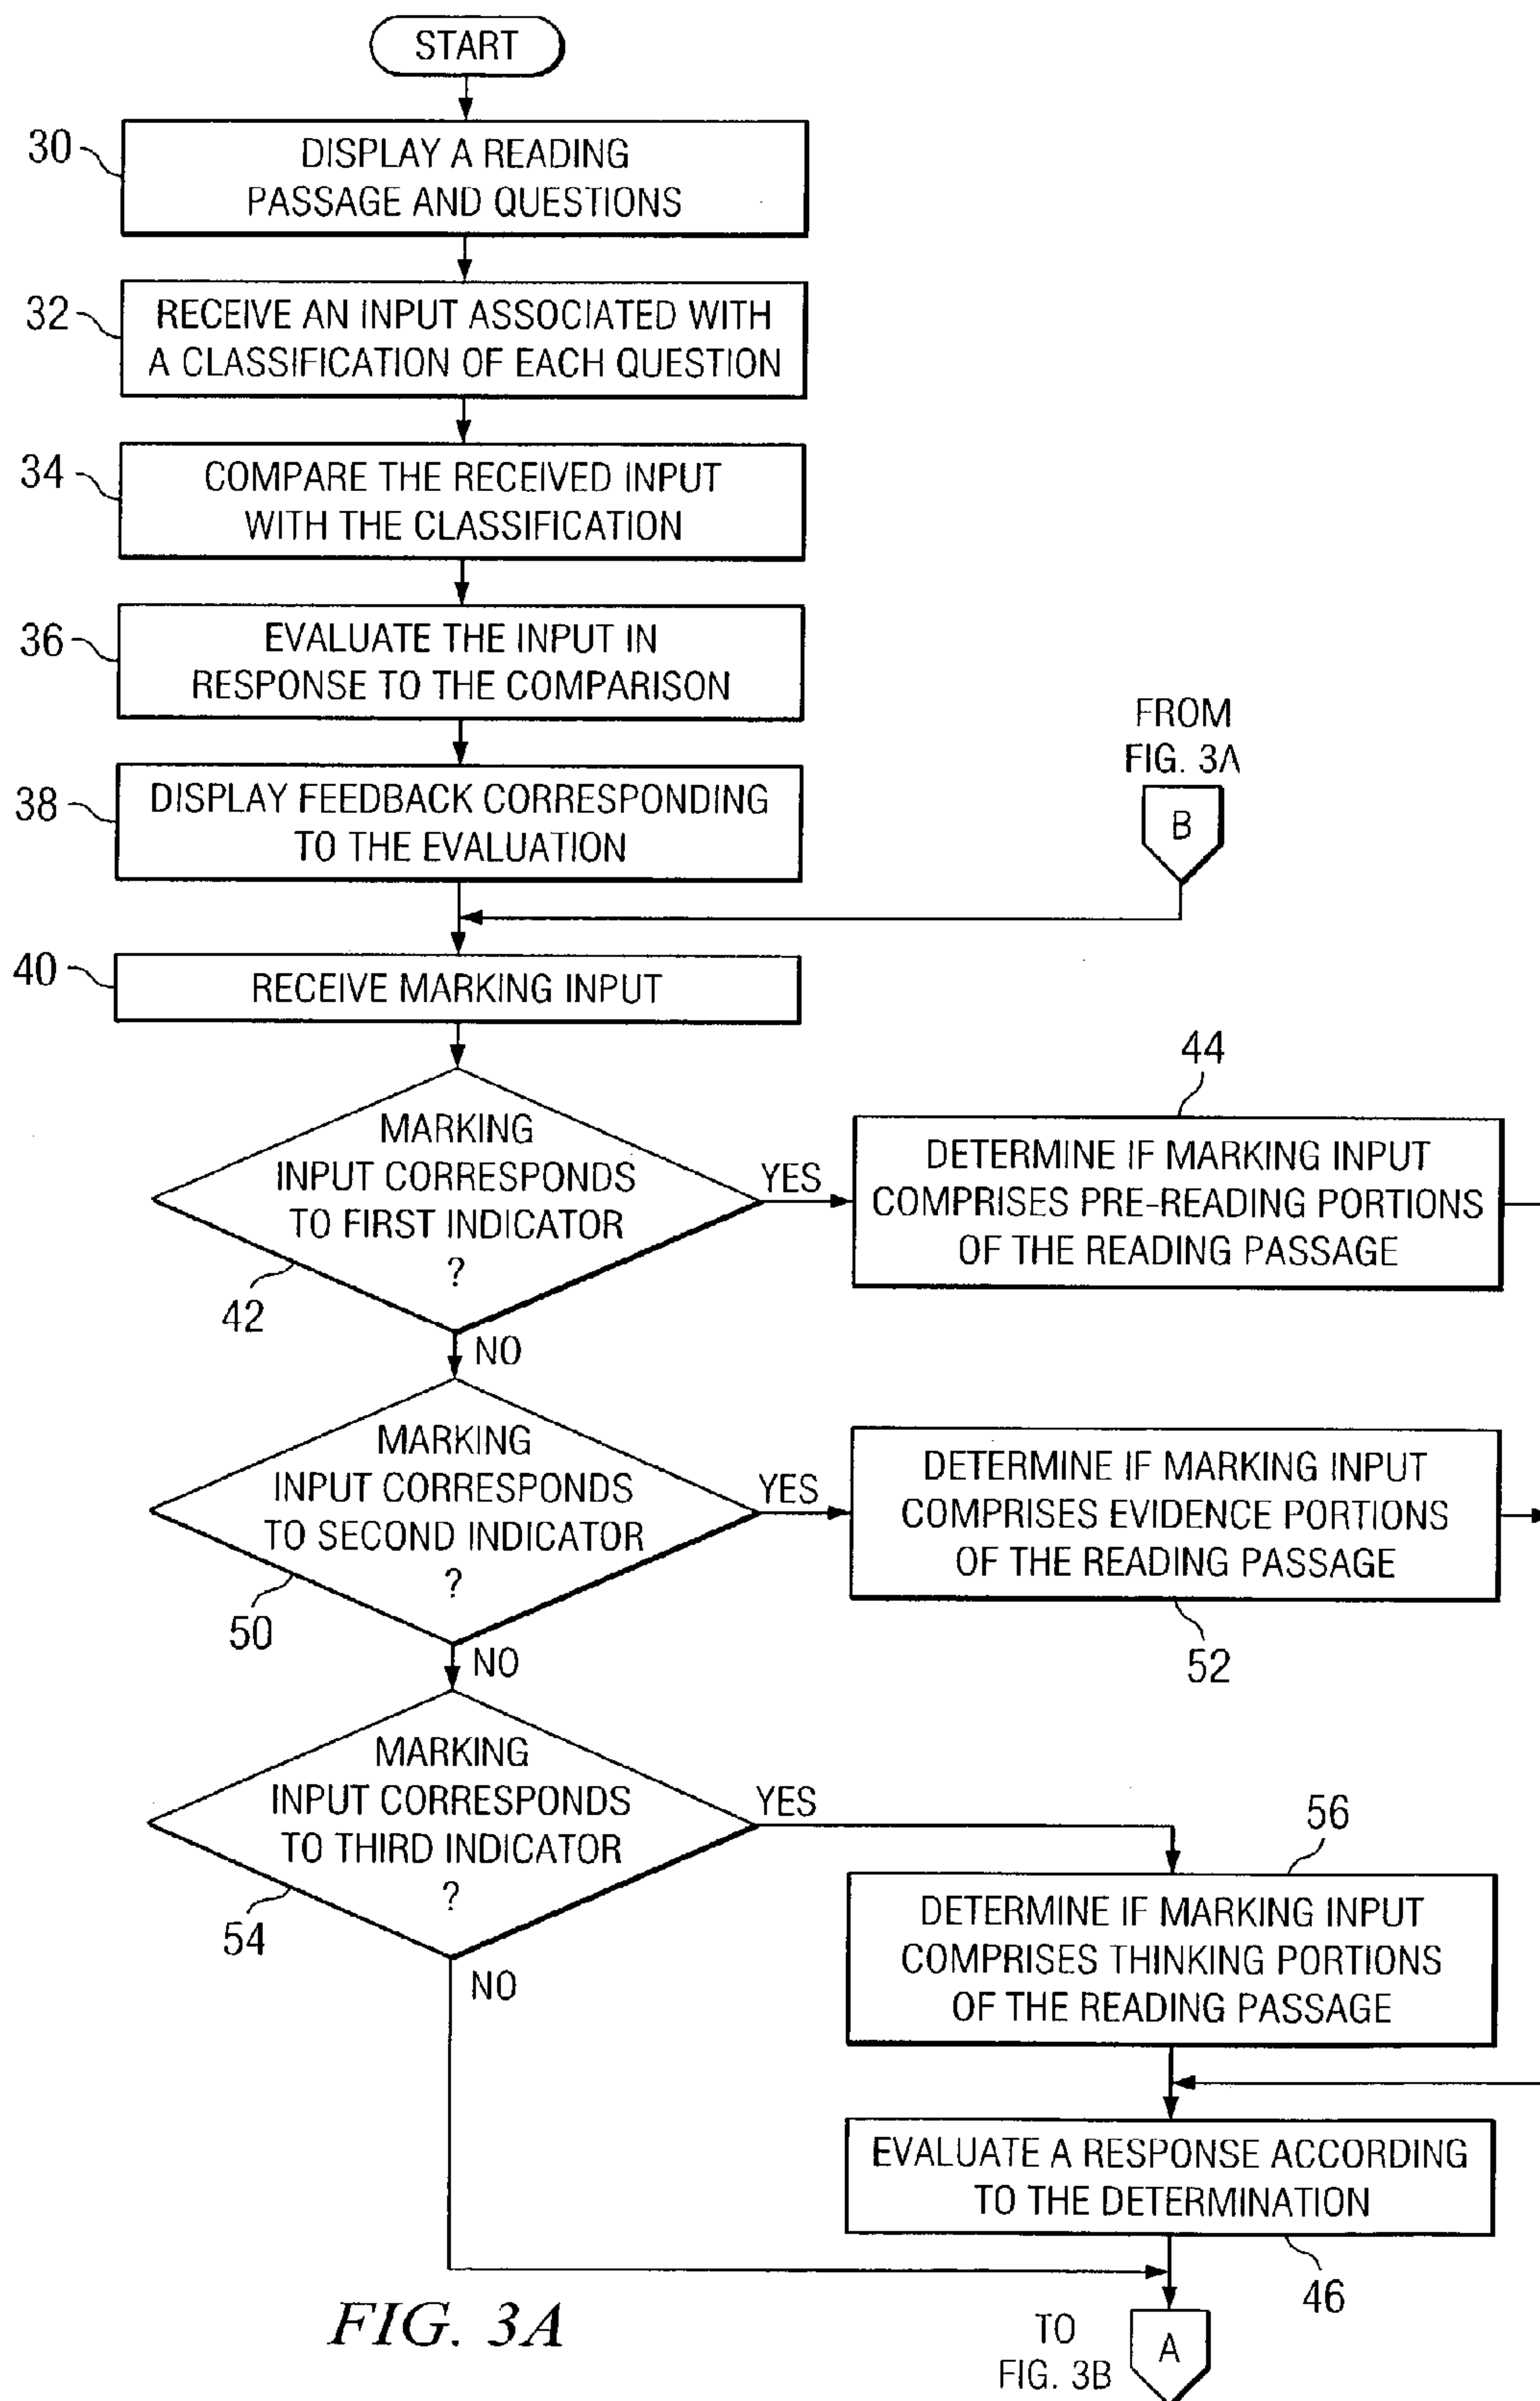 START
30
DISPLAY A READING
PASSAGE AND QUESTIONS
32
RECEIVE AN INPUT ASSOCIATED WITH
A CLASSIFICATION OF EACH QUESTION
34
COMPARE THE RECEIVED INPUT
WITH THE CLASSIFICATION
36
EVALUATE THE INPUT IN
RESPONSE TO THE COMPARISON
38
DISPLAY FEEDBACK CORRESPONDING
TO THE EVALUATION
FROM
FIG. 3A
B
40
RECEIVE MARKING INPUT
MARKING
INPUT CORRESPONDS
TO FIRST INDICATOR
?
42
YES
NO
44
DETERMINE IF MARKING INPUT
COMPRISES PRE-READING PORTIONS
OF THE READING PASSAGE
MARKING
INPUT CORRESPONDS
TO SECOND INDICATOR
?
50
YES
NO
DETERMINE IF MARKING INPUT
COMPRISES EVIDENCE PORTIONS
OF THE READING PASSAGE
52
MARKING
INPUT CORRESPONDS
TO THIRD INDICATOR
?
54
YES
NO
56
DETERMINE IF MARKING INPUT
COMPRISES THINKING PORTIONS
OF THE READING PASSAGE
EVALUATE A RESPONSE ACCORDING
TO THE DETERMINATION
46
TO
FIG. 3B
A
FIG. 3A